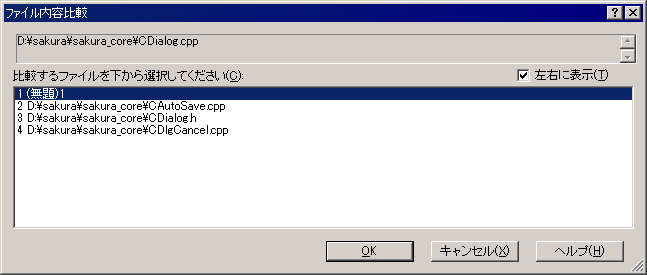 ファイル内容比較
D:¥sakura¥sakura_core¥CDialog.cpp
比較するファイルを下から選択してください(C):
左右に表示(T)
1 (無題)1
2 D:¥sakura¥sakura_core¥CAutoSave.cpp
3 D:¥sakura¥sakura_core¥CDialog.h
4 D:¥sakura¥sakura_core¥CDlgCancel.cpp
OK
キャンセル(X)
ヘルプ(H)